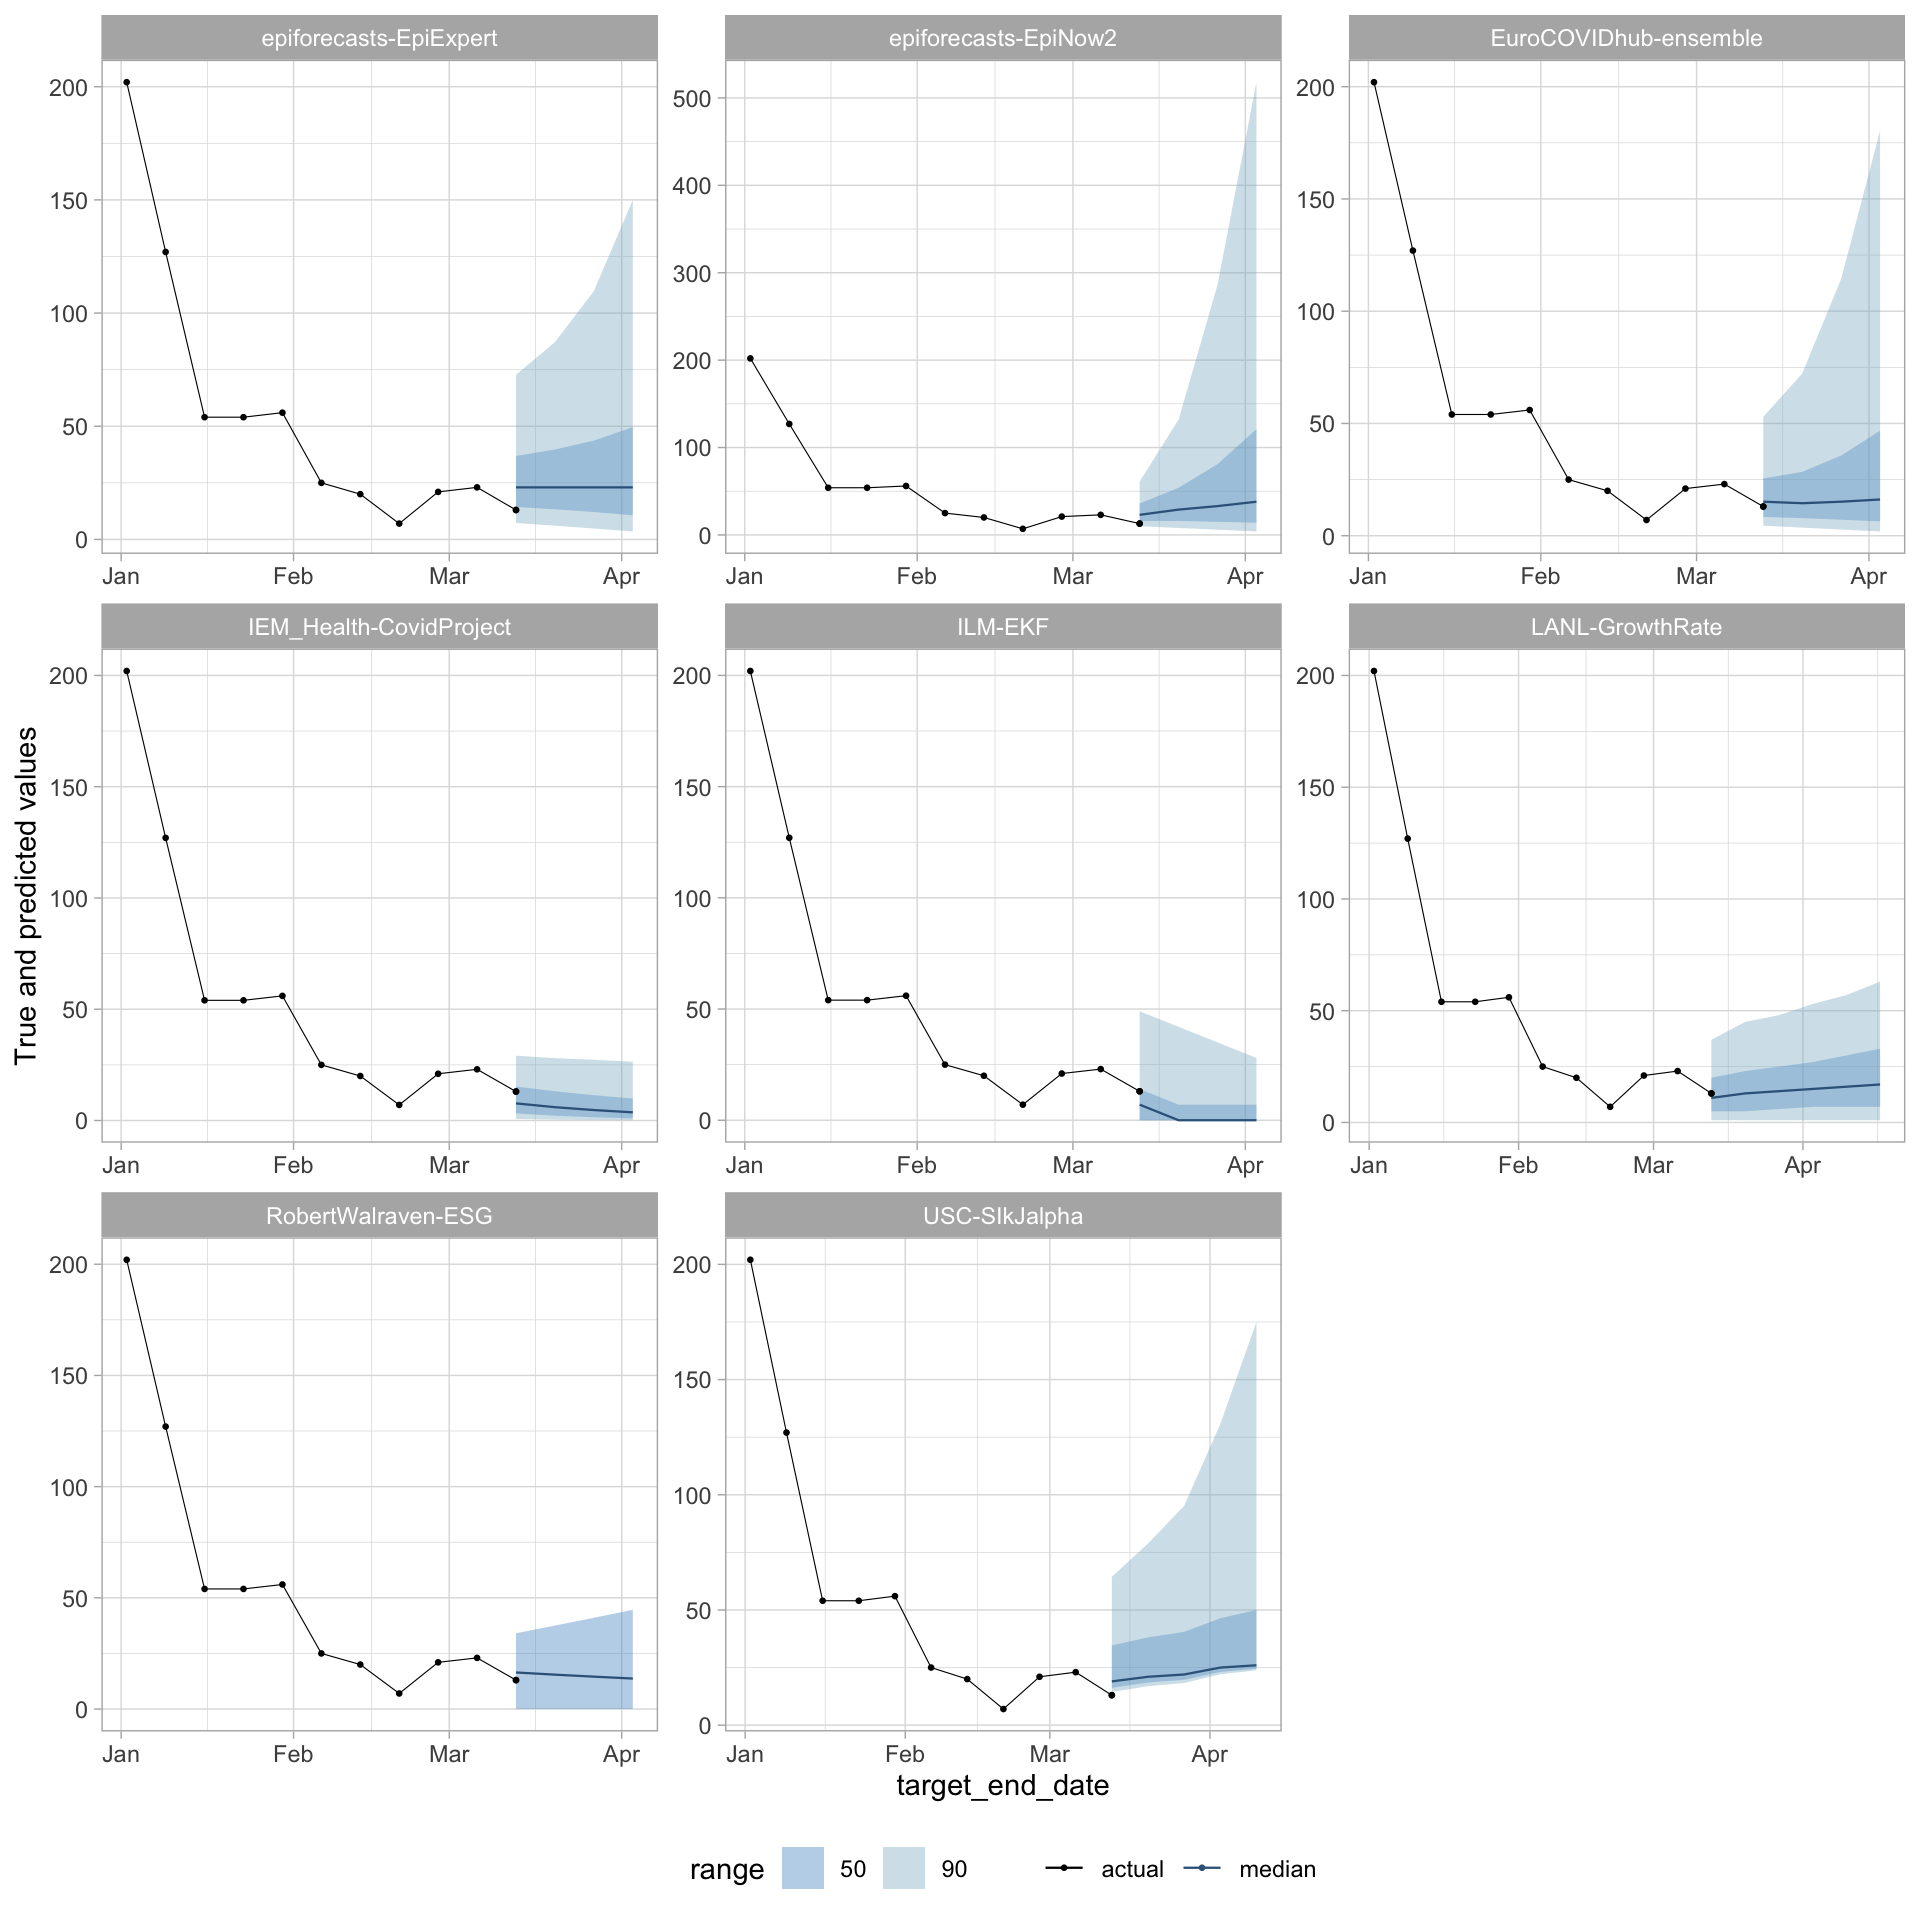 epiforecasts-EpiExpert
epiforecasts-EpiNow2
EuroCOVIDhub-ensemble
200
150
100
50
0
Jan Feb Mar Apr
500
400
300
200
100
0
Jan Feb Mar Apr
200
150
100
50
0
Jan Feb Mar Apr
True and predicted values
IEM_Health-CovidProject
ILM-EKF
LANL-GrowthRate
200
150
100
50
0
Jan Feb Mar Apr
200
150
100
50
0
Jan Feb Mar Apr
200
150
100
50
0
Jan Feb Mar Apr
RobertWalraven-ESG
USC-SIkJalpha
200
150
100
50
0
Jan Feb Mar Apr
200
150
100
50
0
Jan Feb Mar Apr
target_end_date
range 50 90 actual median